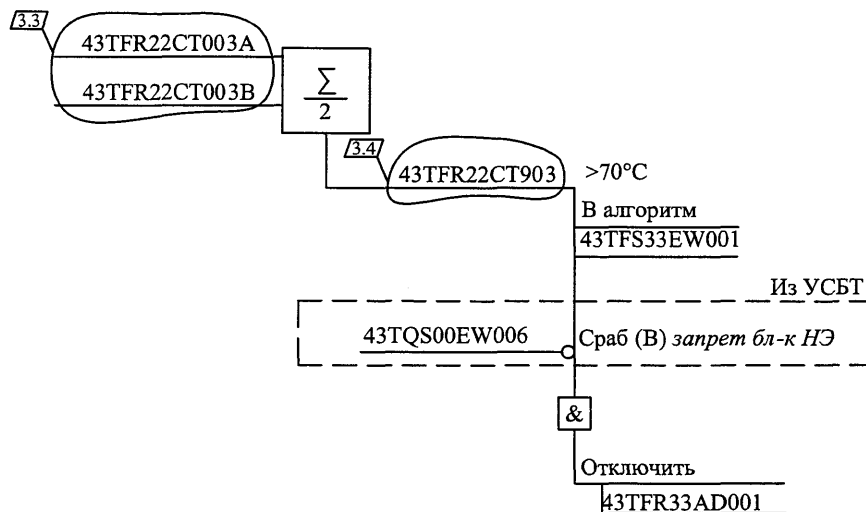 3.3
43TFR22CT003A
43TFR22CT003B
Σ
2
3.4
43TFR22CT903
>70°C
В алгоритм
43TFS33EW001
Из УСБТ
43TQS00EW006
Сраб (В) запрет бл-к НЭ
&
Отключить
43TFR33AD001